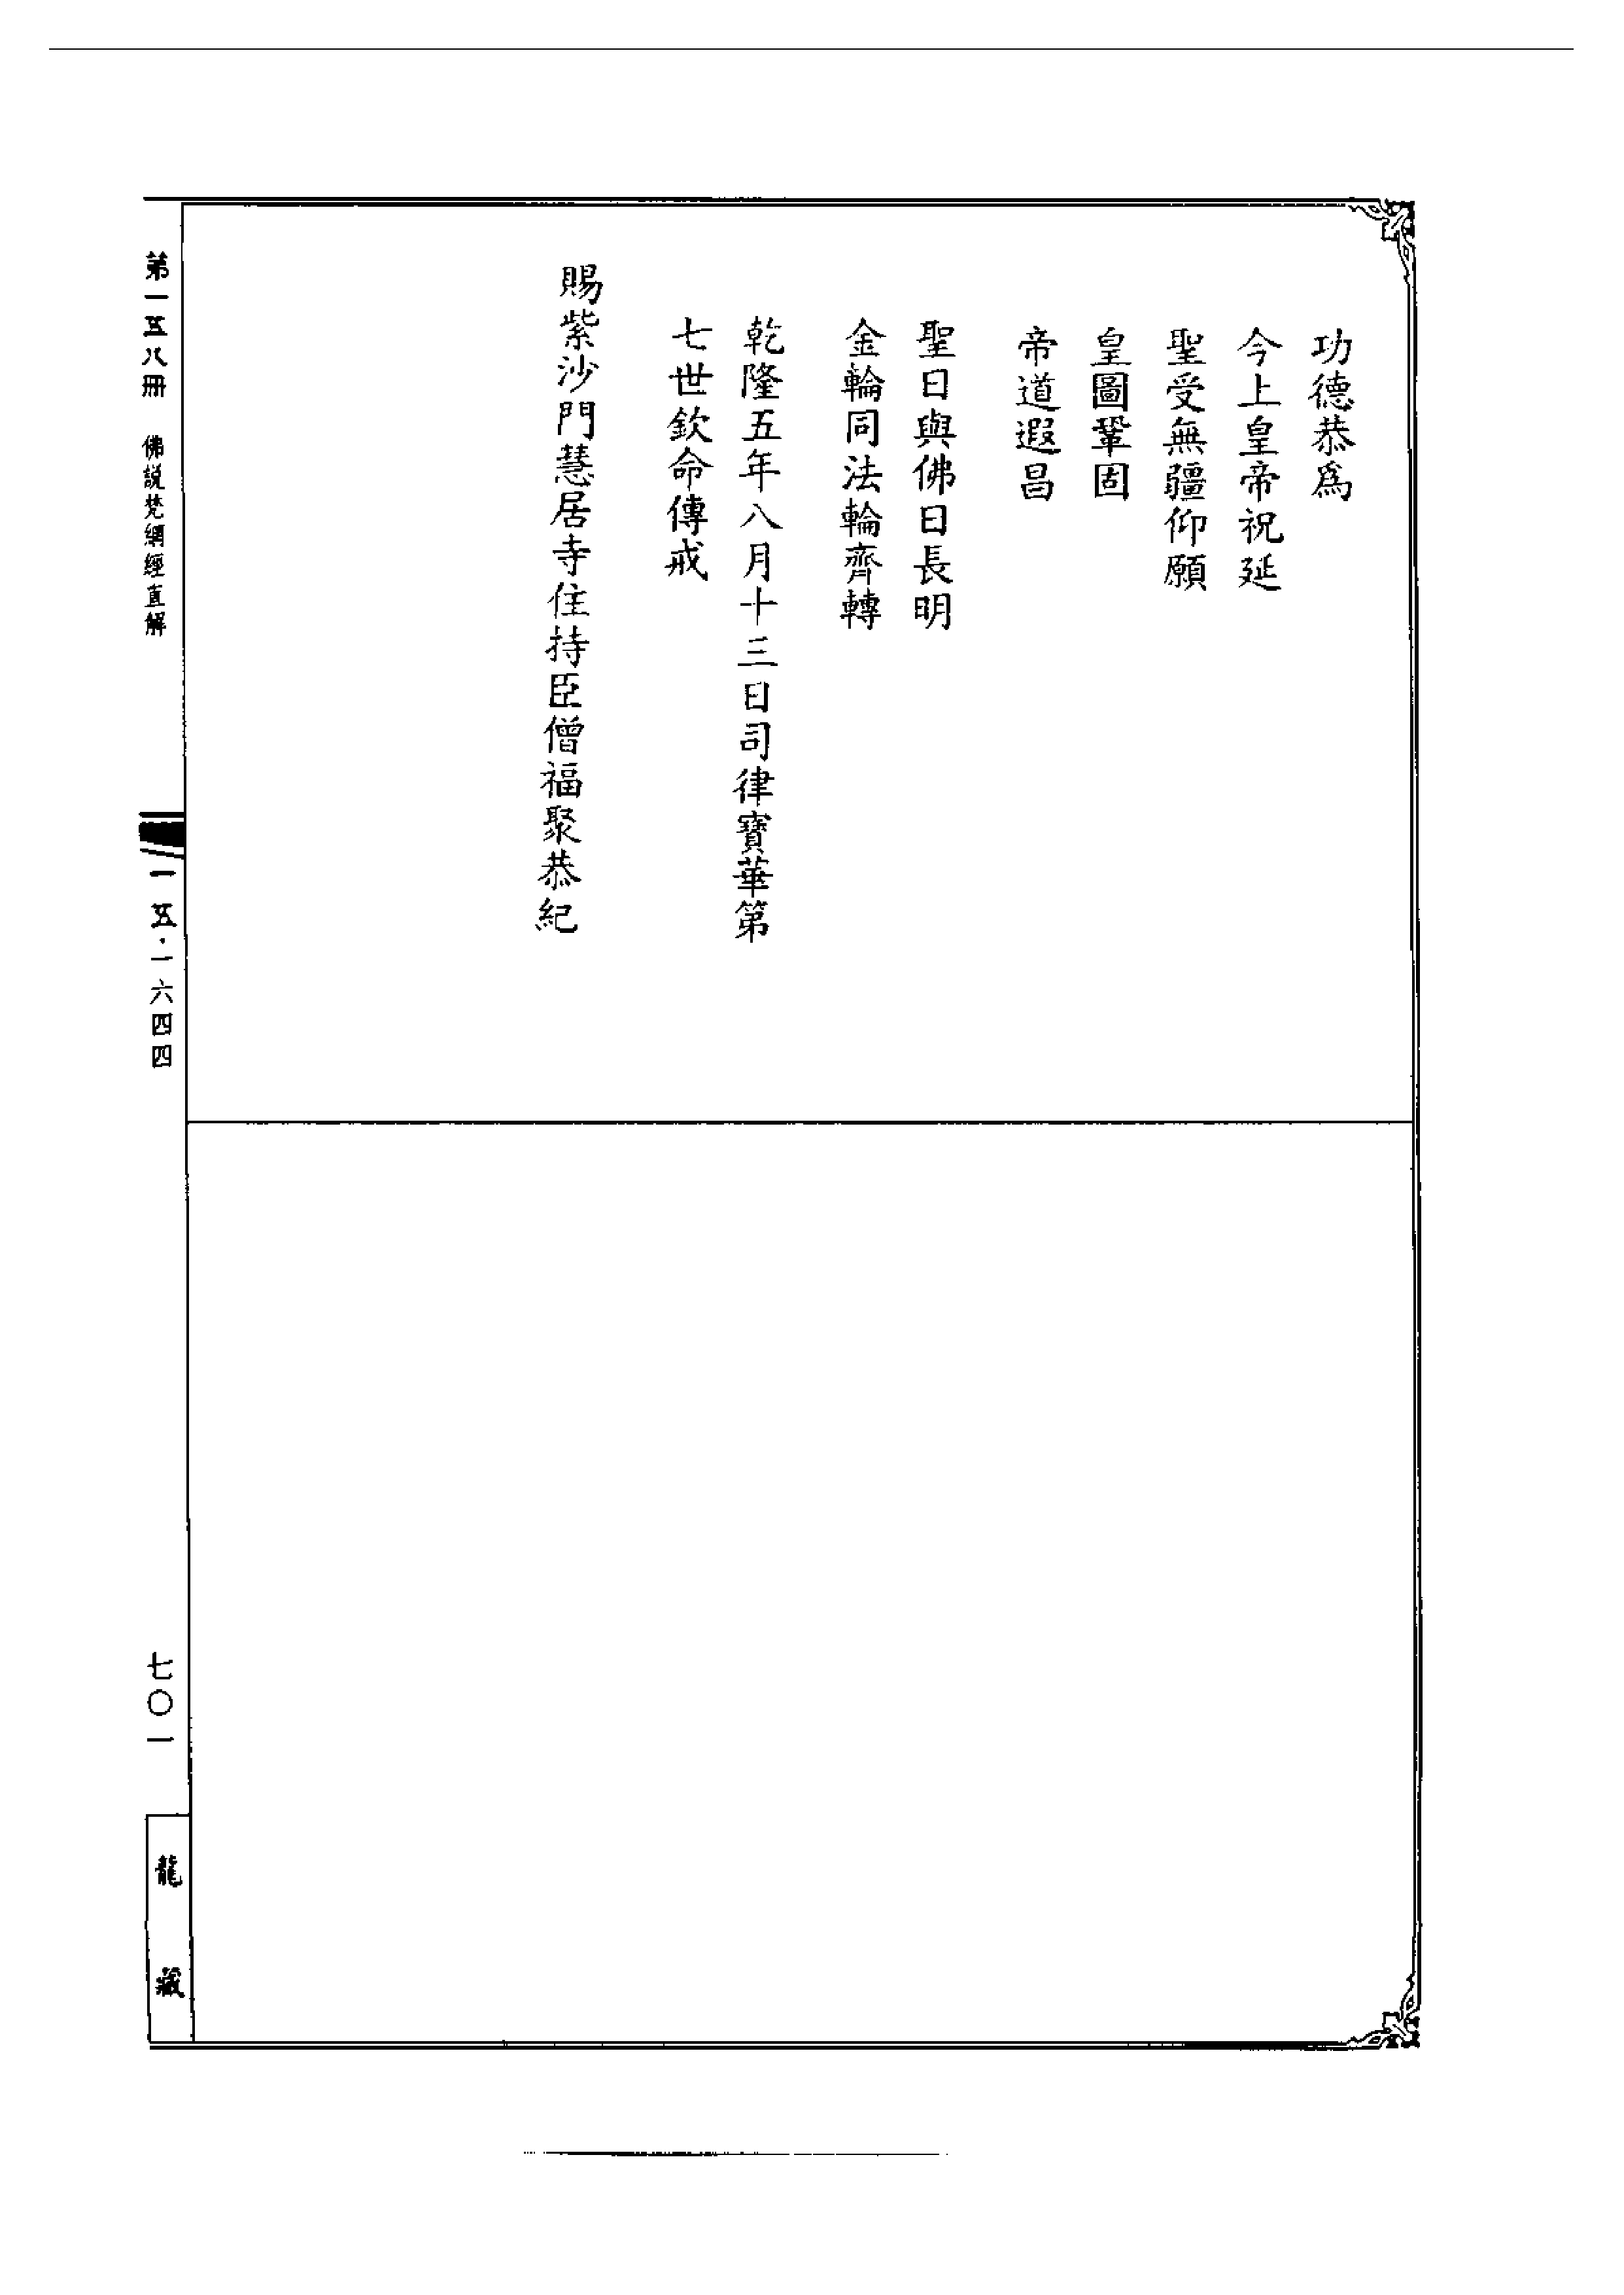 功德恭爲
今上皇帝祝延
聖受無疆仰願
皇圖鞏固
帝道遐昌
聖日與佛日長明
金輪同法輪齊轉
乾隆五年八月十三日司律寶華第
七世欽命傳戒
賜紫沙門慧居寺住持臣僧福聚恭紀
第一五八冊　佛説梵網經直解
一五·一六四四
七〇一
龍藏